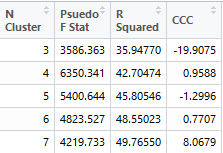 N Cluster Psuedo F Stat R Squared CCC
3 3586.363 35.94770 -19.9075
4 6350.341 42.70474 0.9588
5 5400.644 45.80546 -1.2996
6 4823.527 48.55023 0.7707
7 4219.733 49.76550 8.0679